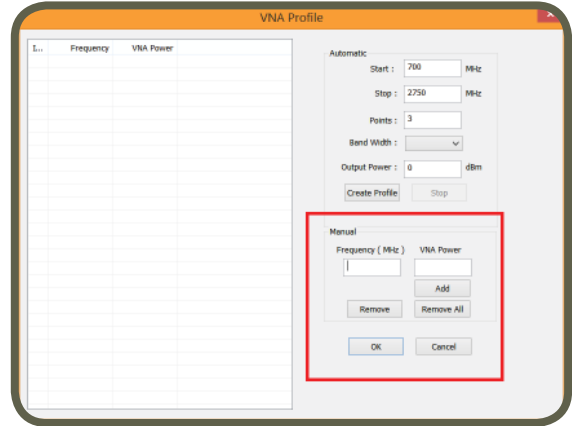 VNA Profile
I... Frequency VNA Power
Automatic
Start : 700 MHz
Stop : 2750 MHz
Points : 3
Band Width :
Output Power : 0 dBm
Create Profile Stop
Manual
Frequency ( MHz ) VNA Power
Add
Remove Remove All
OK Cancel